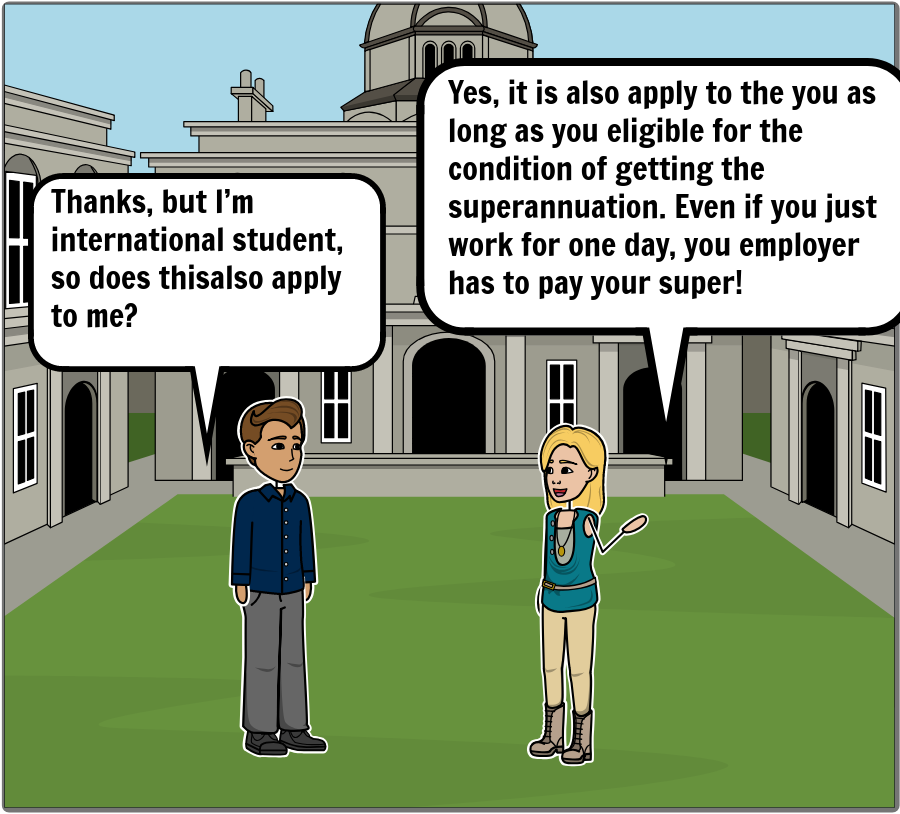 Thanks, but I'm
international student,
so does thisalso apply
to me?
Yes, it is also apply to the you as
long as you eligible for the
condition of getting the
superannuation. Even if you just
work for one day, you employer
has to pay your super!